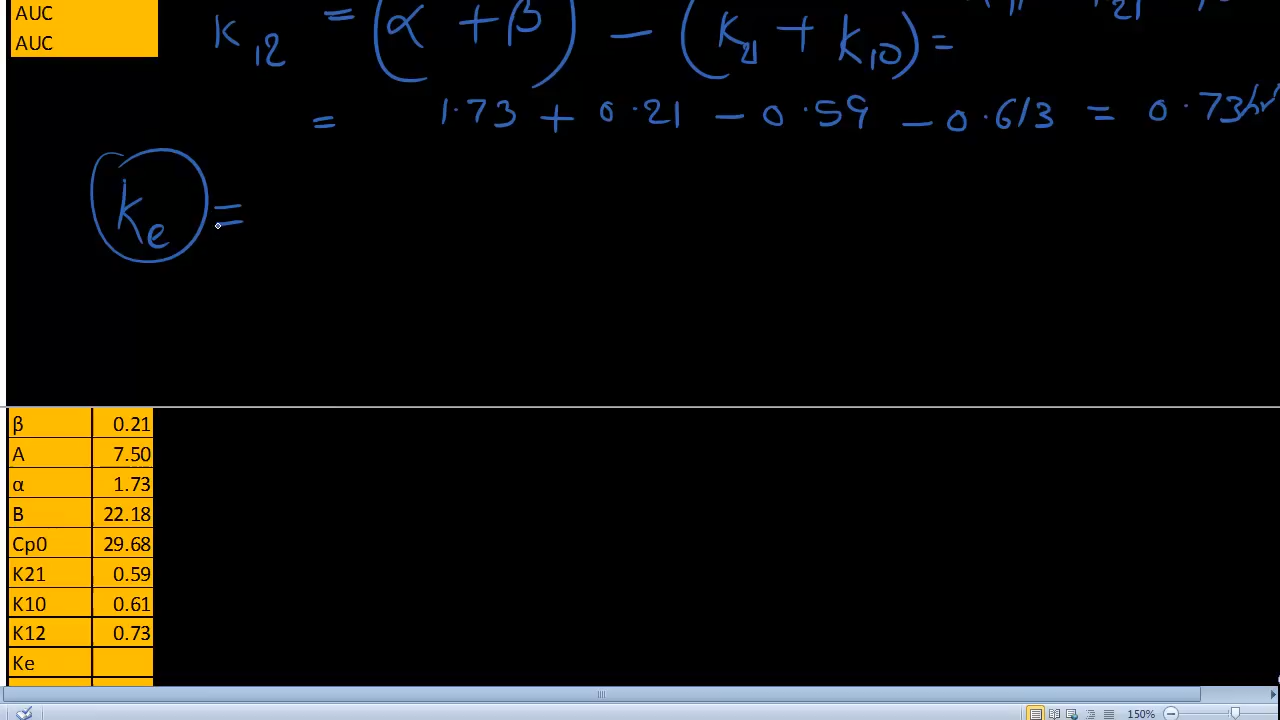 AUC
AUC
K12 = (α + β) - (K21 + K10) =
= 1.73 + 0.21 - 0.59 - 0.613 = 0.73 hr
Ke =
β 0.21
A 7.50
α 1.73
B 22.18
Cp0 29.68
K21 0.59
K10 0.61
K12 0.73
Ke
150%